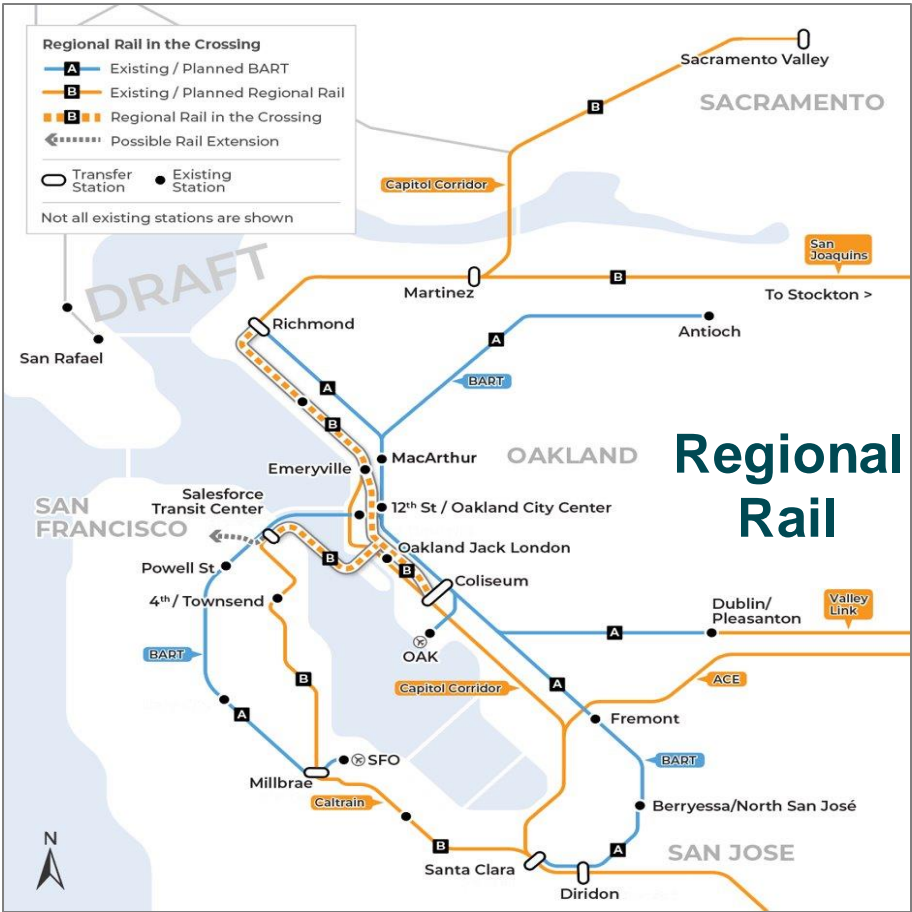 Regional Rail in the Crossing
A Existing / Planned BART
B Existing / Planned Regional Rail
B Regional Rail in the Crossing
Possible Rail Extension
Transfer
Station
Existing
Station
Not all existing stations are shown
Sacramento Valley
SACRAMENTO
B
Capitol Corridor
San
Joaquins
DRAFT
B
Martinez
To Stockton >
Richmond
Antioch
San Rafael
A
BART
A
B
MacArthur
OAKLAND
Regional
Rail
Emeryville
SAN
FRANCISCO
Salesforce
Transit Center
12th St / Oakland City Center
Oakland Jack London
B
B
Powell St
Coliseum
4th / Townsend
Dublin/
Pleasanton
Valley
Link
A
OAK
BART
B
Capitol Corridor
A
ACE
A
Fremont
SFO
BART
Millbrae
Caltrain
Berryessa/North San José
N
B
A
SAN JOSE
Santa Clara
Diridon